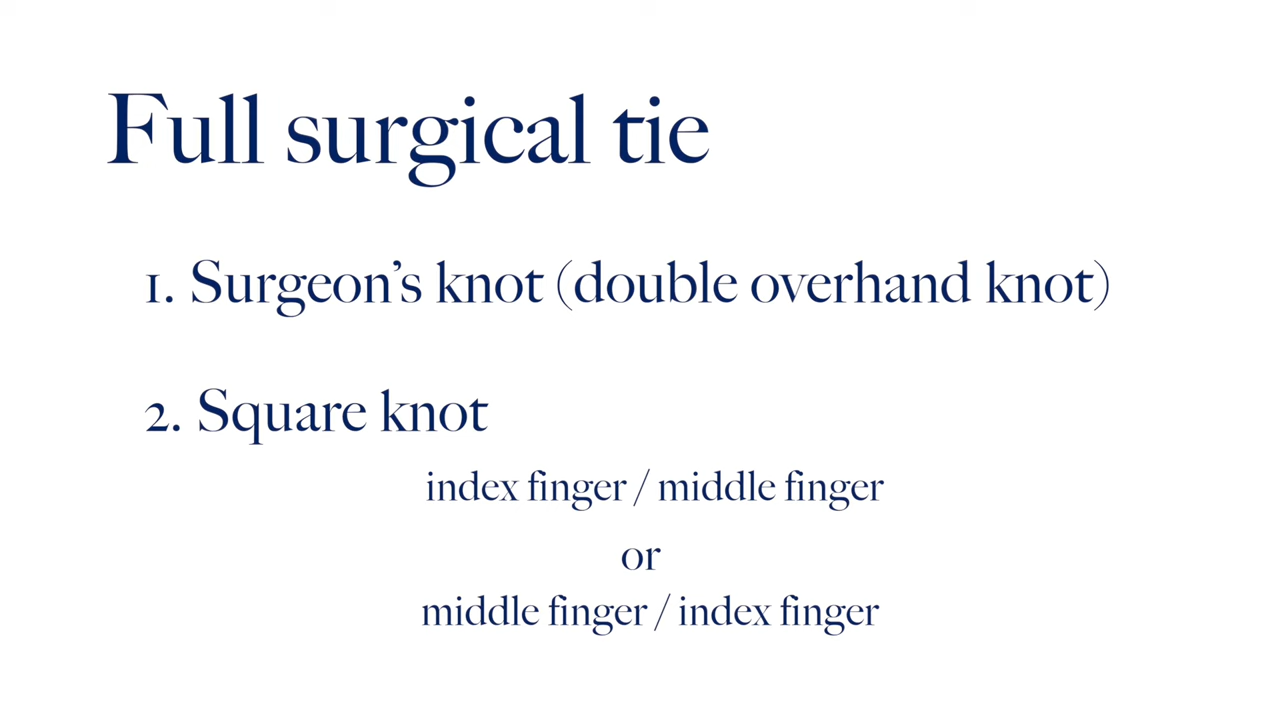 Full surgical tie
1. Surgeon’s knot (double overhand knot)
2. Square knot
index finger / middle finger
or
middle finger / index finger